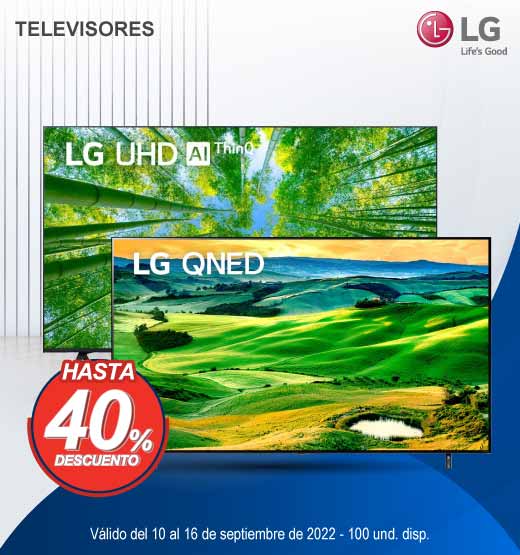 TELEVISORES
LG
Life's Good
LG UHD AI ThinQ
LG QNED
HASTA
40%
DESCUENTO
Válido del 10 al 16 de septiembre de 2022 - 100 und. disp.